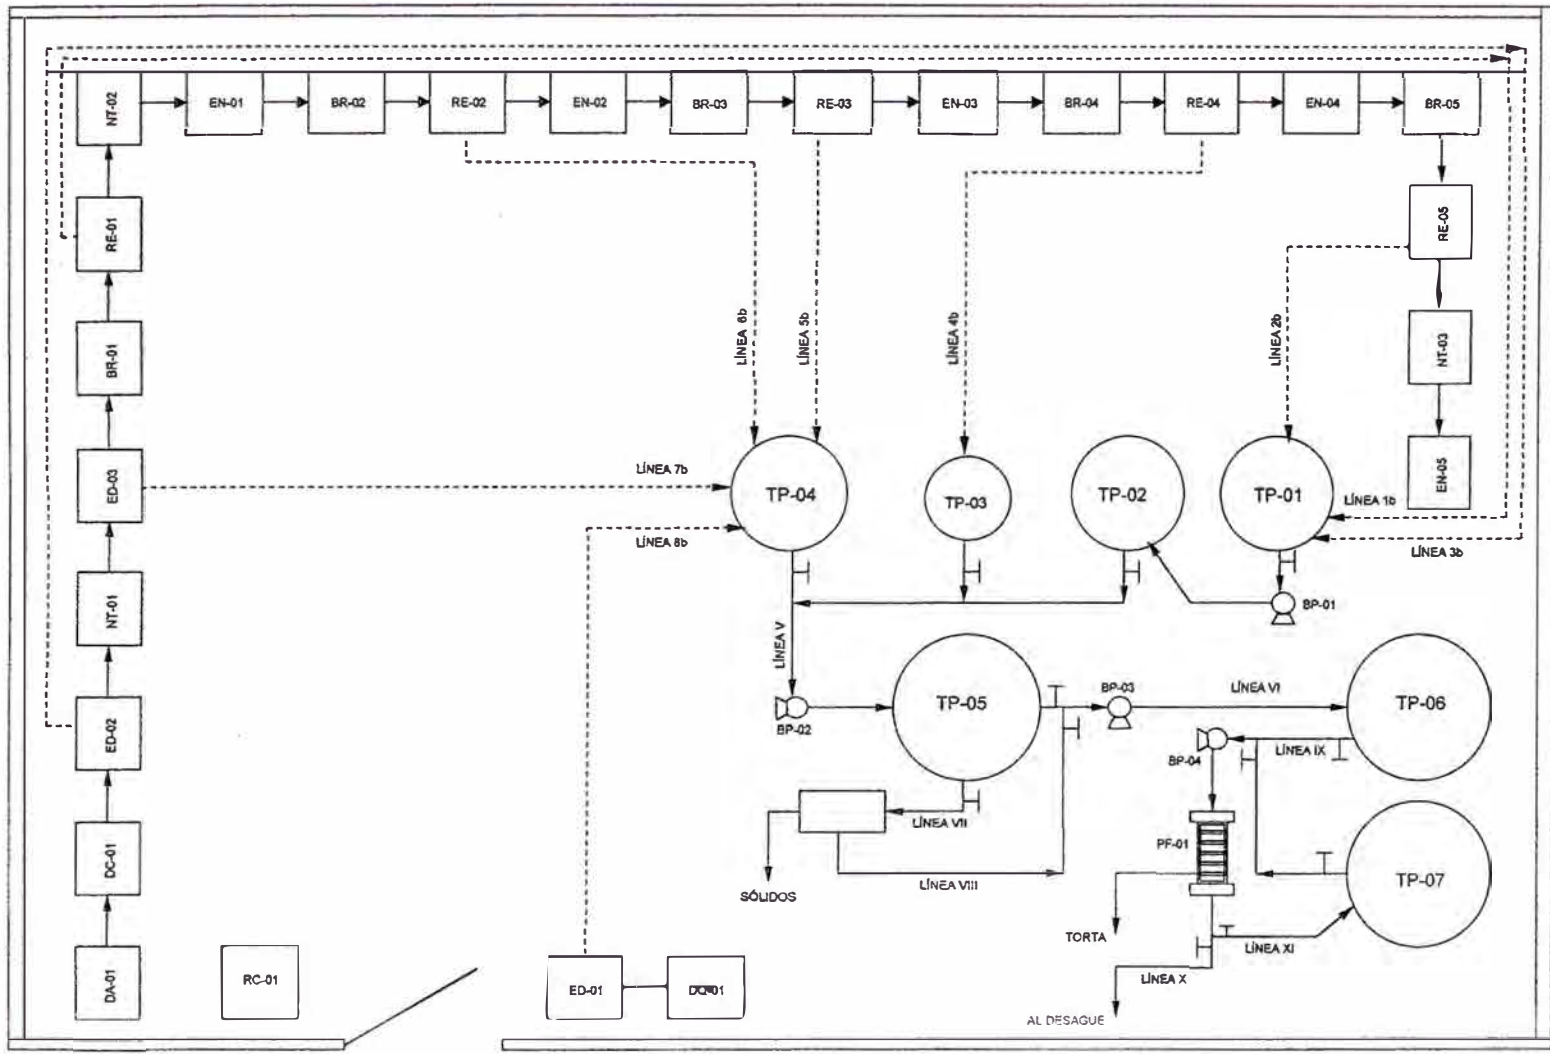 NT-02
EN-01
BR-02
RE-02
EN-02
BR-03
RE-03
EN-03
BR-04
RE-04
EN-04
BR-05
RE-01
RE-05
BR-01
LÍNEA 6b
LÍNEA 5b
LÍNEA 4b
LÍNEA 2b
NT-03
ED-03
LÍNEA 7b
TP-04
TP-03
TP-02
TP-01
LÍNEA 1b
EN-05
LÍNEA 8b
LÍNEA 3b
NT-01
BP-01
LÍNEA V
ED-02
TP-05
BP-03
LÍNEA VI
TP-06
BP-02
BP-04
LÍNEA IX
DC-01
LÍNEA VII
PF-01
LÍNEA VIII
TP-07
SÓLIDOS
TORTA
LÍNEA XI
DA-01
RC-01
ED-01
DQ-01
LÍNEA X
AL DESAGUE